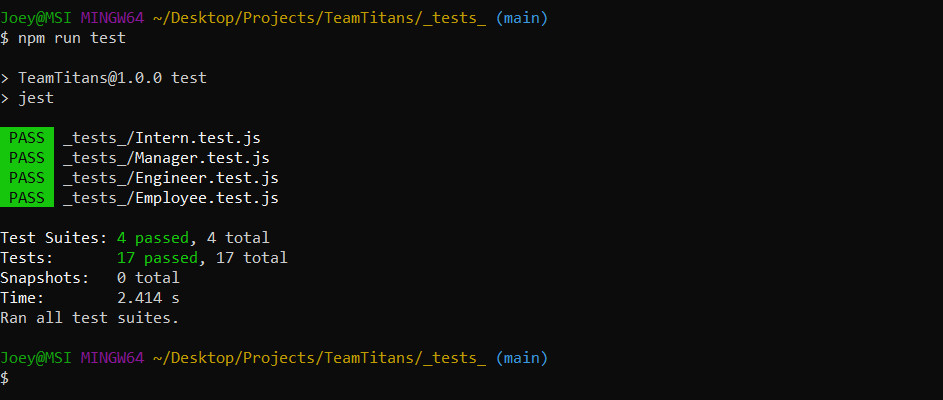 Joey@MSI MINGW64 ~/Desktop/Projects/TeamTitans/_tests_ (main)
$ npm run test
> TeamTitans@1.0.0 test
> jest
PASS _tests_/Intern.test.js
PASS _tests_/Manager.test.js
PASS _tests_/Engineer.test.js
PASS _tests_/Employee.test.js
Test Suites: 4 passed, 4 total
Tests: 17 passed, 17 total
Snapshots: 0 total
Time: 2.414 s
Ran all test suites.
Joey@MSI MINGW64 ~/Desktop/Projects/TeamTitans/_tests_ (main)
$